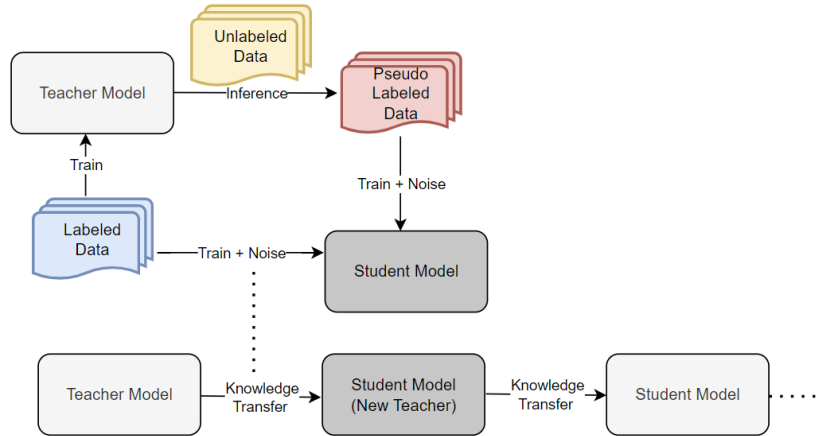 Unlabeled
Data
Teacher Model
Inference
Pseudo
Labeled
Data
Train
Train + Noise
Labeled
Data
Train + Noise
Student Model
Teacher Model
Knowledge
Transfer
Student Model
(New Teacher)
Knowledge
Transfer
Student Model